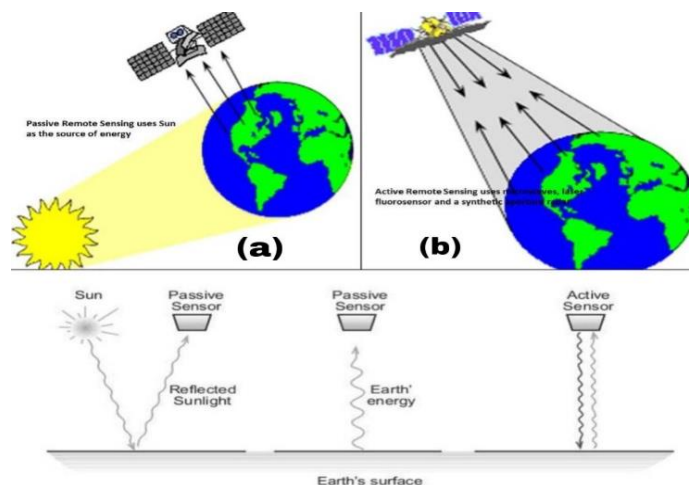 Passive Remote Sensing uses Sun
as the source of energy
(a)
Active Remote Sensing uses
fluorosensor and a synthetic
(b)
Sun
Passive
Sensor
Passive
Sensor
Active
Sensor
Reflected
Sunlight
Earth'
energy
Earth's surface